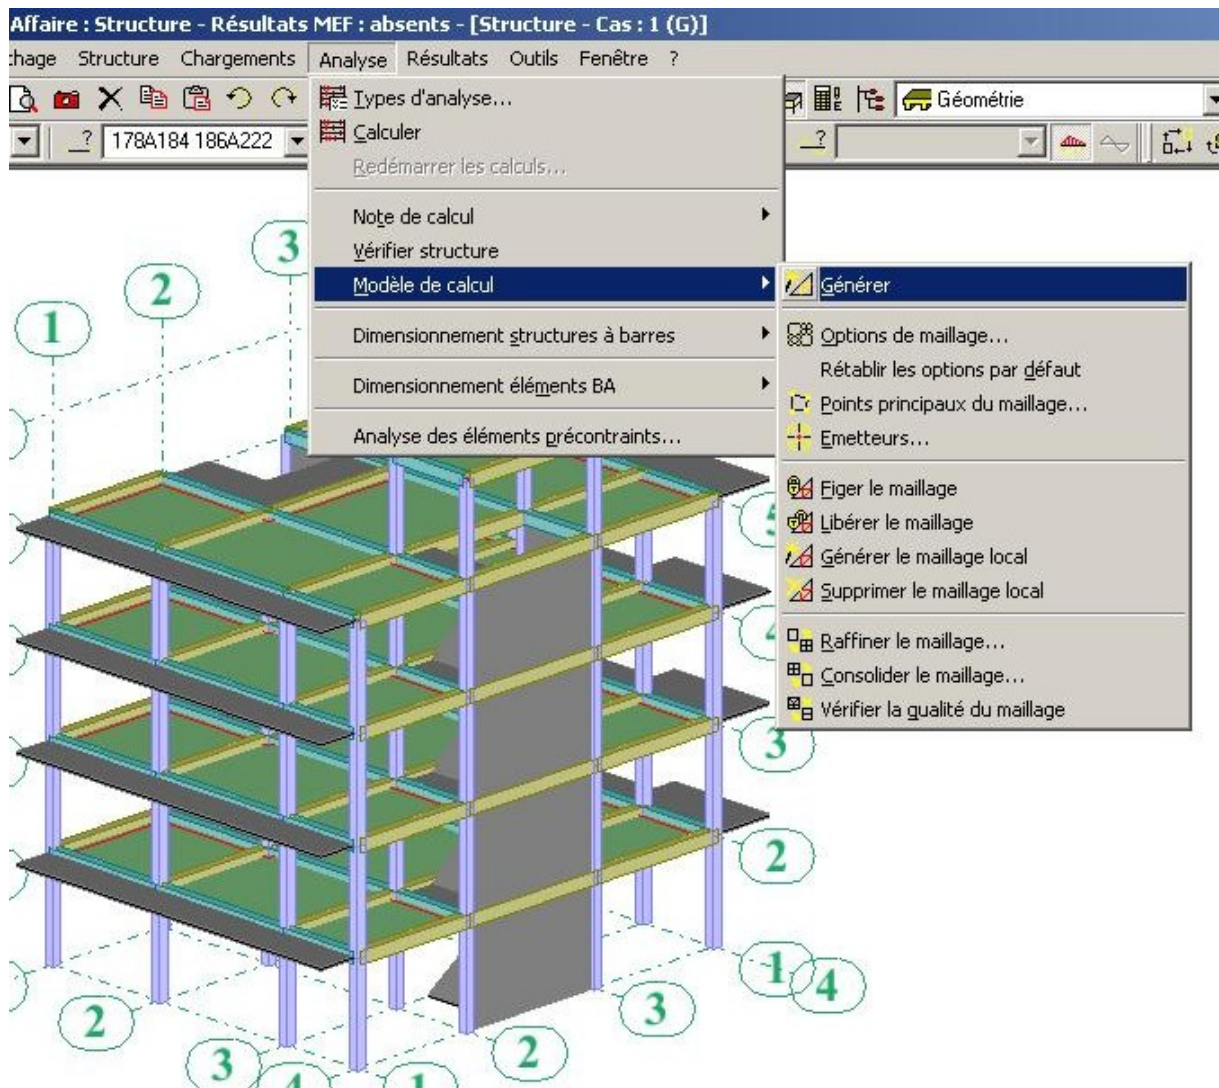 Affaire : Structure - Résultats MEF : absents - [Structure - Cas : 1 (G)]
chage Structure Chargements Analyse Résultats Outils Fenêtre ?
Géométrie
178A184 186A222
Types d'analyse...
Calculer
Redémarrer les calculs...
Note de calcul
Vérifier structure
Modèle de calcul
Dimensionnement structures à barres
Dimensionnement éléments BA
Analyse des éléments précontraints...
Générer
Options de maillage...
Rétablir les options par défaut
Points principaux du maillage...
Emetteurs...
Figer le maillage
Libérer le maillage
Générer le maillage local
Supprimer le maillage local
Raffiner le maillage...
Consolider le maillage...
Vérifier la qualité du maillage
3
2
1
5
4
3
2
1
4
3
2
1
2
3
4